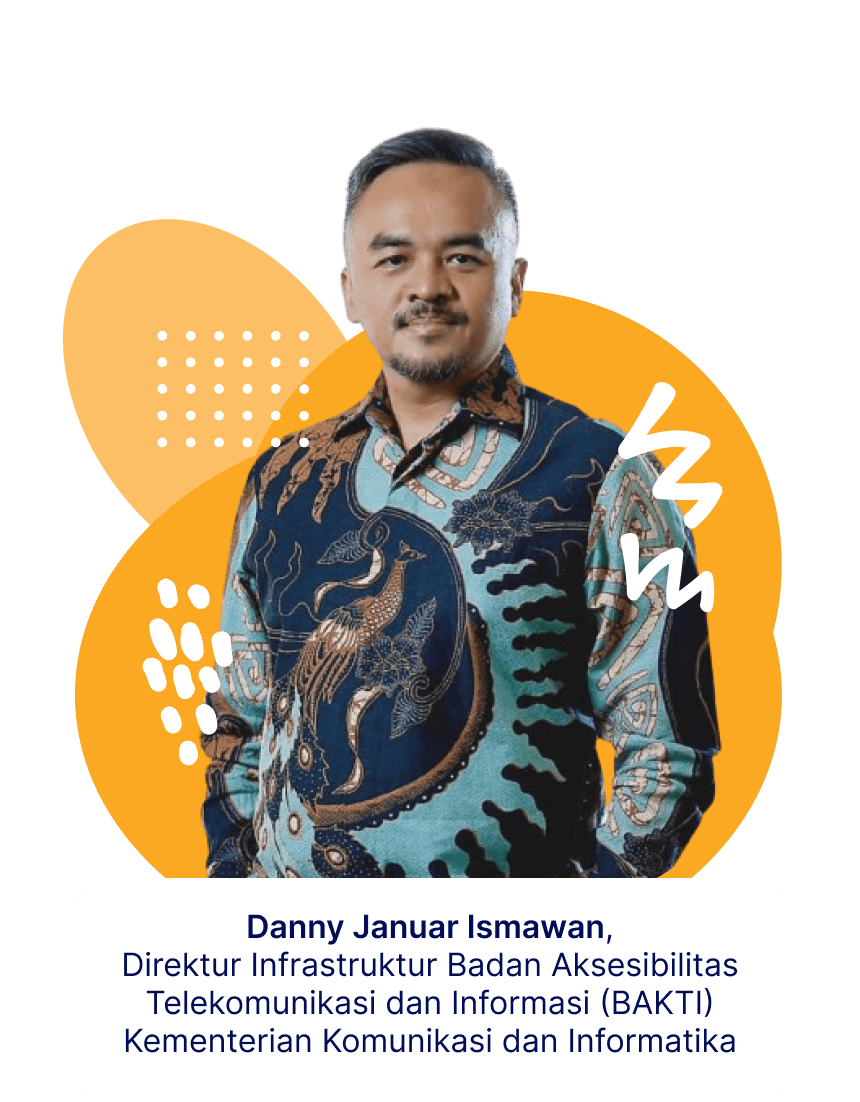 Danny Januar Ismawan,
Direktur Infrastruktur Badan Aksesibilitas
Telekomunikasi dan Informasi (BAKTI)
Kementerian Komunikasi dan Informatika